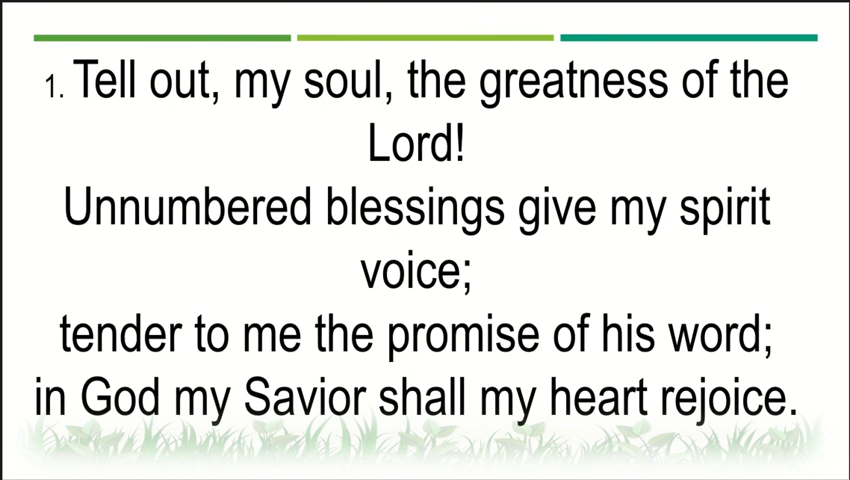 1. Tell out, my soul, the greatness of the
Lord!
Unnumbered blessings give my spirit
voice;
tender to me the promise of his word;
in God my Savior shall my heart rejoice.